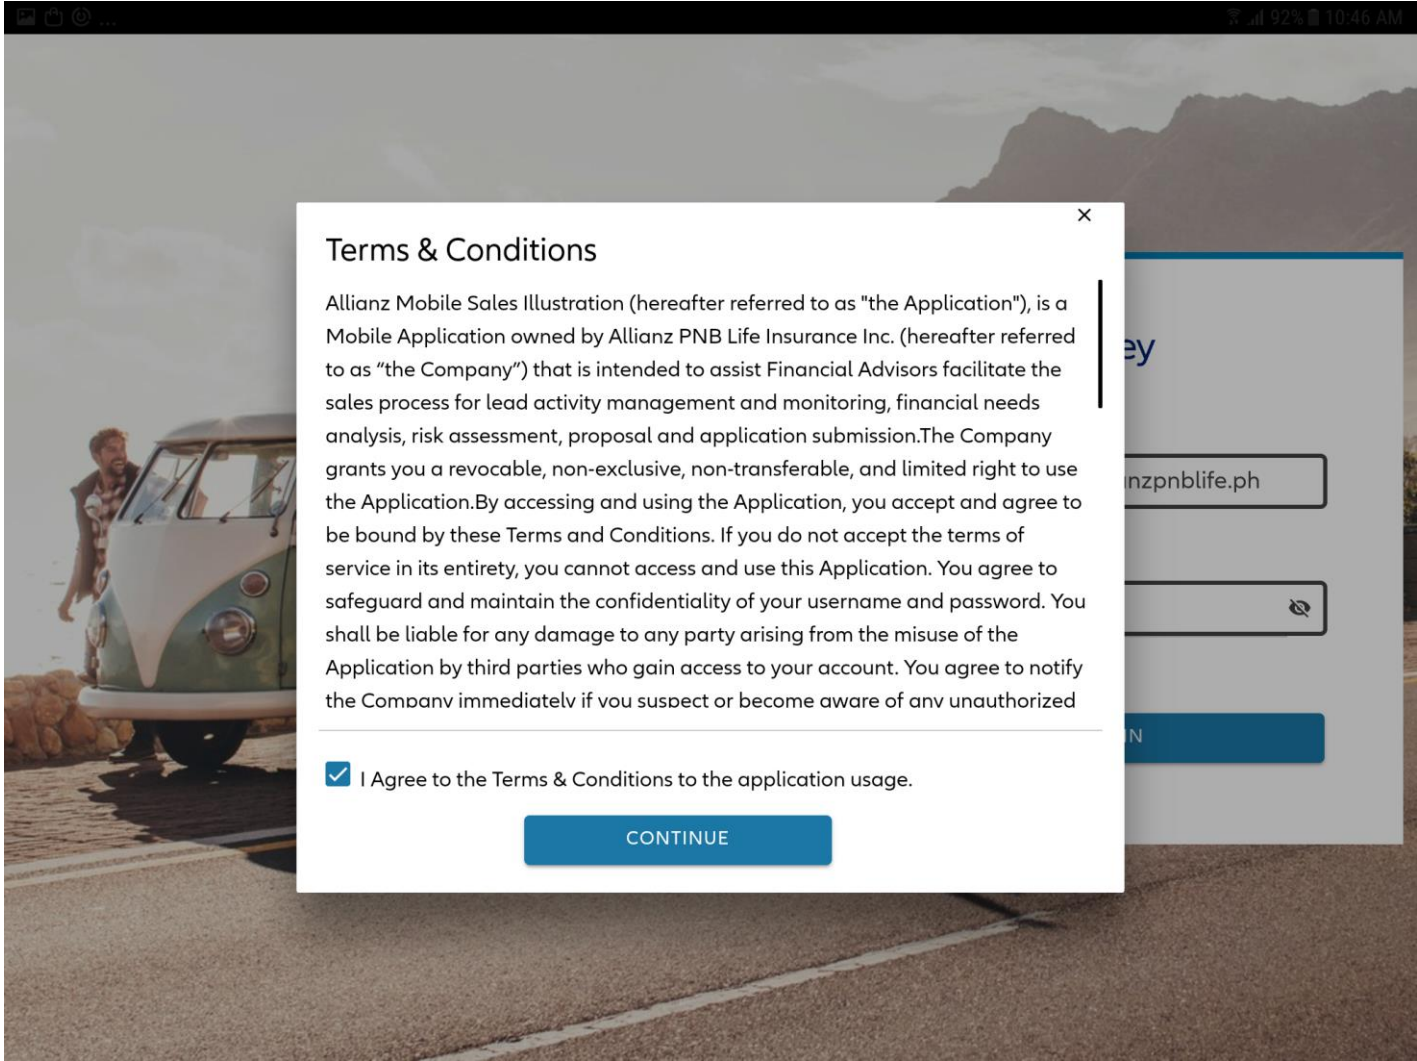 ... 92% 10:46 AM
Terms & Conditions
Allianz Mobile Sales Illustration (hereafter referred to as "the Application"), is a
Mobile Application owned by Allianz PNB Life Insurance Inc. (hereafter referred
to as “the Company”) that is intended to assist Financial Advisors facilitate the
sales process for lead activity management and monitoring, financial needs
analysis, risk assessment, proposal and application submission.The Company
grants you a revocable, non-exclusive, non-transferable, and limited right to use
the Application.By accessing and using the Application, you accept and agree to
be bound by these Terms and Conditions. If you do not accept the terms of
service in its entirety, you cannot access and use this Application. You agree to
safeguard and maintain the confidentiality of your username and password. You
shall be liable for any damage to any party arising from the misuse of the
Application by third parties who gain access to your account. You agree to notify
the Company immediately if you suspect or become aware of any unauthorized
I Agree to the Terms & Conditions to the application usage.
CONTINUE
ey
nzpnblife.ph
IN